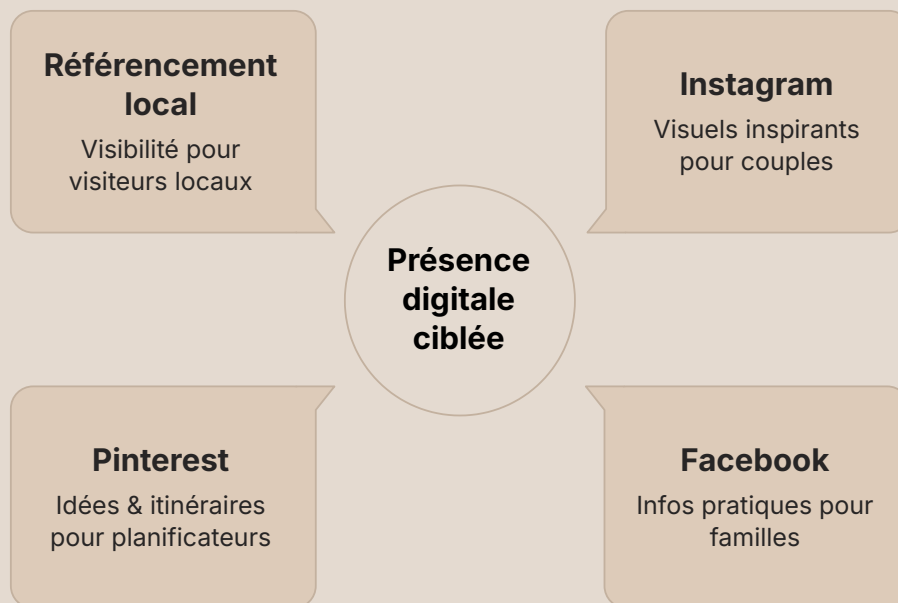 Référencement
local
Visibilité pour
visiteurs locaux
Instagram
Visuels inspirants
pour couples
Présence
digitale
ciblée
Pinterest
Idées & itinéraires
pour planificateurs
Facebook
Infos pratiques pour
familles